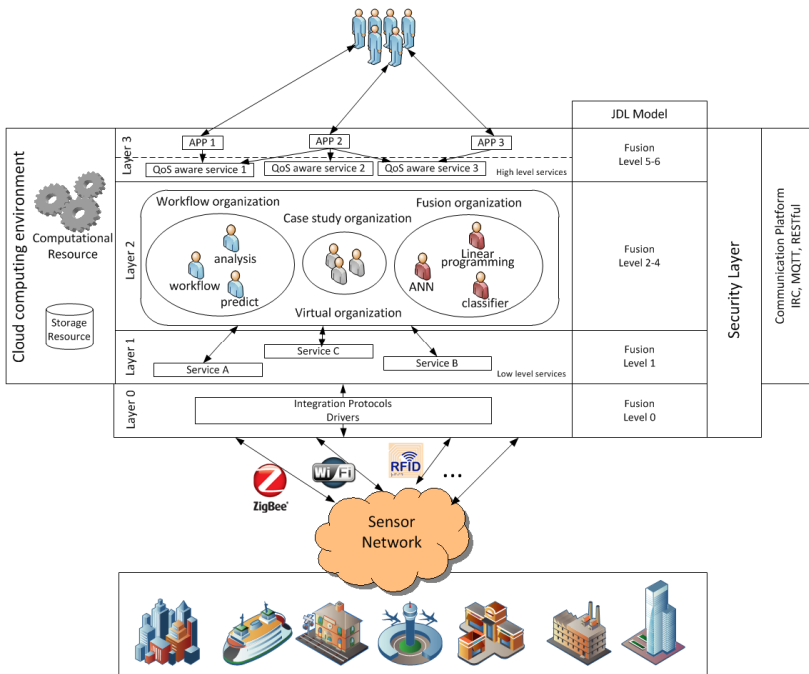 JDL Model
Layer 3
APP 1
APP 2
APP 3
QoS aware service 1
QoS aware service 2
QoS aware service 3
High level services
Fusion
Level 5-6
Cloud computing environment
Computational
Resource
Storage
Resource
Layer 2
Workflow organization
Case study organization
Fusion organization
analysis
workflow
predict
Linear
programming
ANN
classifier
Virtual organization
Fusion
Level 2-4
Layer 1
Service A
Service C
Service B
Low level services
Fusion
Level 1
Layer 0
Integration Protocols
Drivers
Fusion
Level 0
Security Layer
Communication Platform
IRC, MQTT, RESTful
ZigBee®
Wi Fi
RFID
...
Sensor
Network